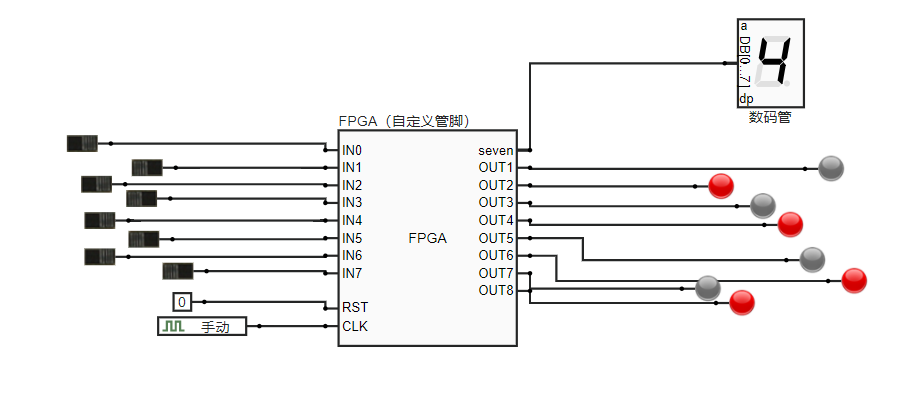 a
DB[0...7]
dp
数码管
FPGA（自定义管脚）
IN0
IN1
IN2
IN3
IN4
IN5
IN6
IN7
RST
CLK
FPGA
seven
OUT1
OUT2
OUT3
OUT4
OUT5
OUT6
OUT7
OUT8
4
0
手动